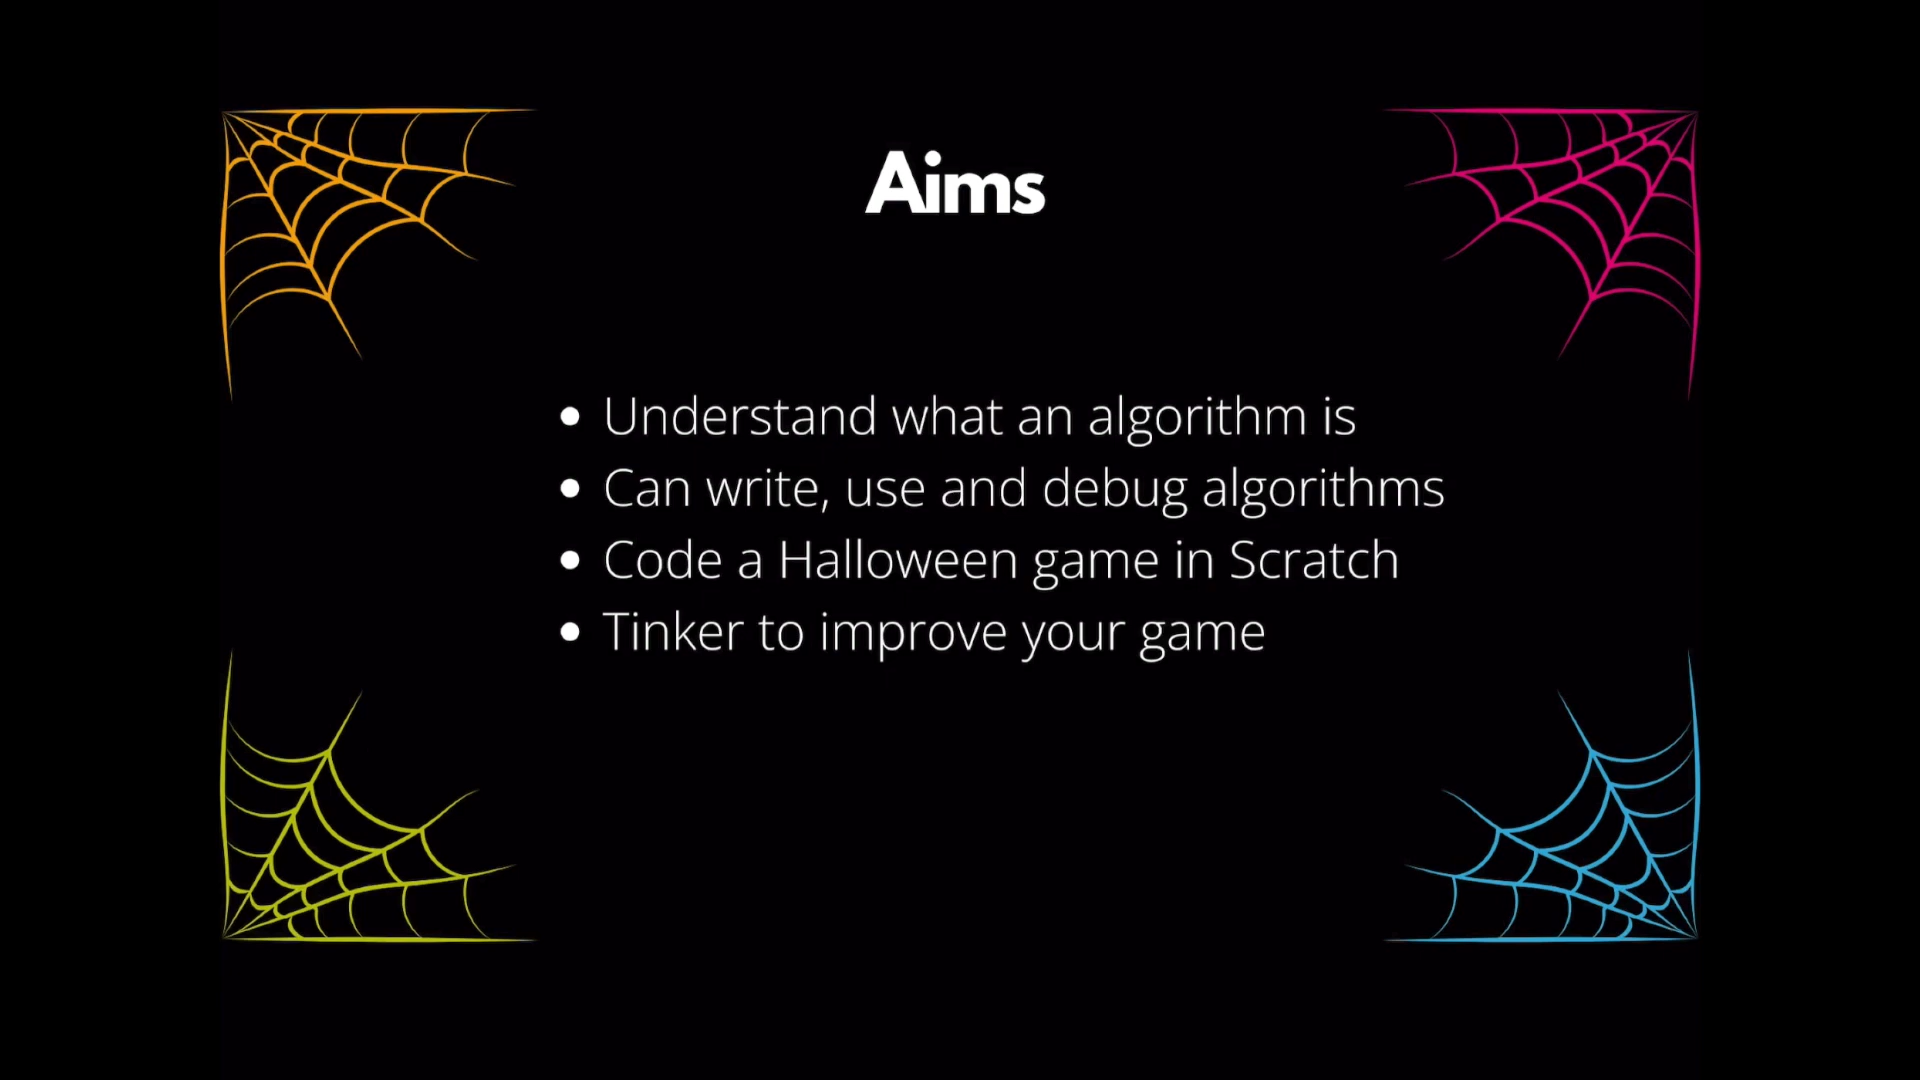 Aims
• Understand what an algorithm is
• Can write, use and debug algorithms
• Code a Halloween game in Scratch
• Tinker to improve your game